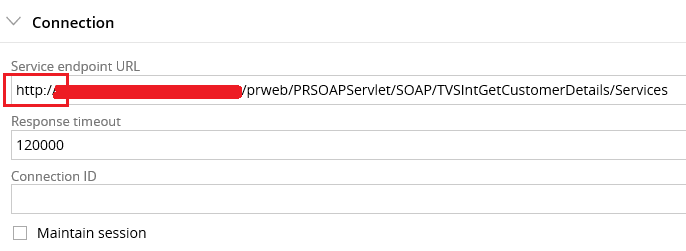 Connection
Service endpoint URL
http:/ /prweb/PRSOAPServlet/SOAP/TVSIntGetCustomerDetails/Services
Response timeout
120000
Connection ID
Maintain session